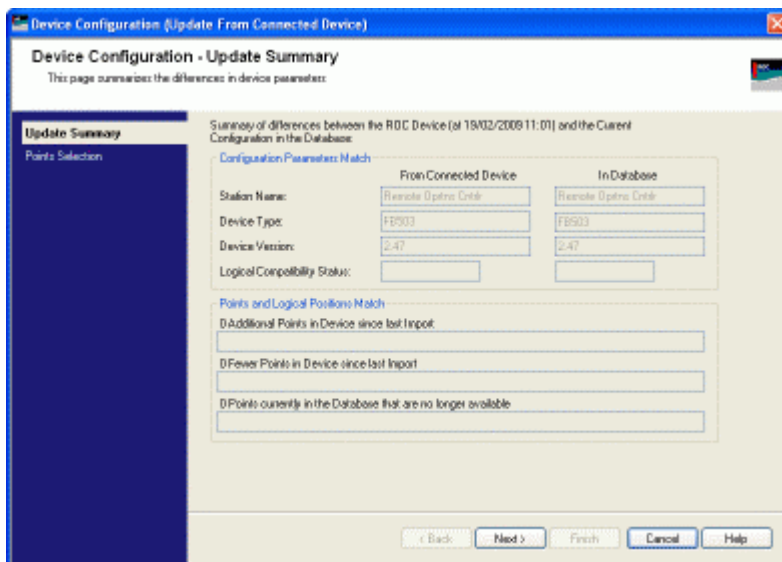 Device Configuration (Update From Connected Device)
Device Configuration - Update Summary
This page summarizes the differences in device parameters
ROC
Update Summary
Points Selection
Summary of differences between the ROC Device (at 19/02/2009 11:01) and the Current
Configuration in the Database:
Configuration Parameters Match
From Connected Device
In Database
Station Name:
Remote Optns Cntlr
Remote Optns Cntlr
Device Type:
FB503
FB503
Device Version:
2.47
2.47
Logical Compatibility Status:
Points and Logical Positions Match
0 Additional Points in Device since last Import
0 Fewer Points in Device since last Import
0 Points currently in the Database that are no longer available
< Back
Next >
Finish
Cancel
Help